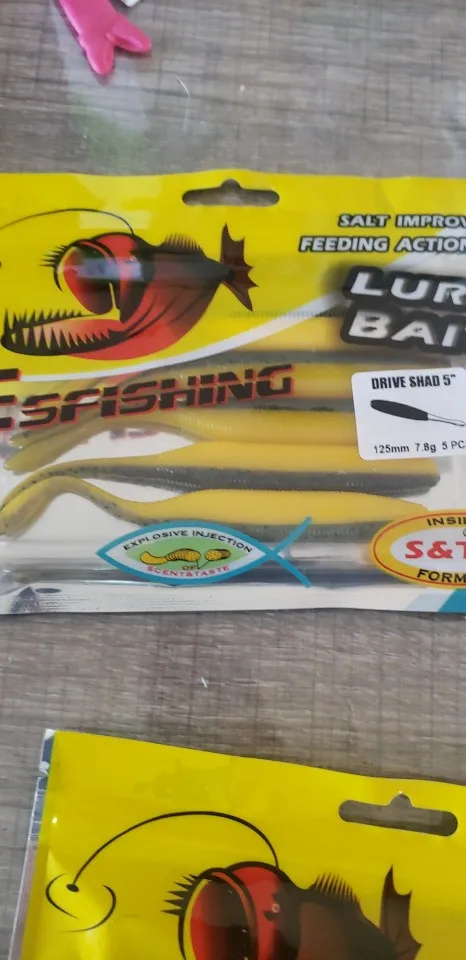 SALT IMPROV
FEEDING ACTION
LUR
BAI
ESFISHING
DRIVE SHAD 5"
125mm 7.8g 5 PC
EXPLOSIVE INJECTION
OF
SCENT&TASTE
INSI
S&T
FORM